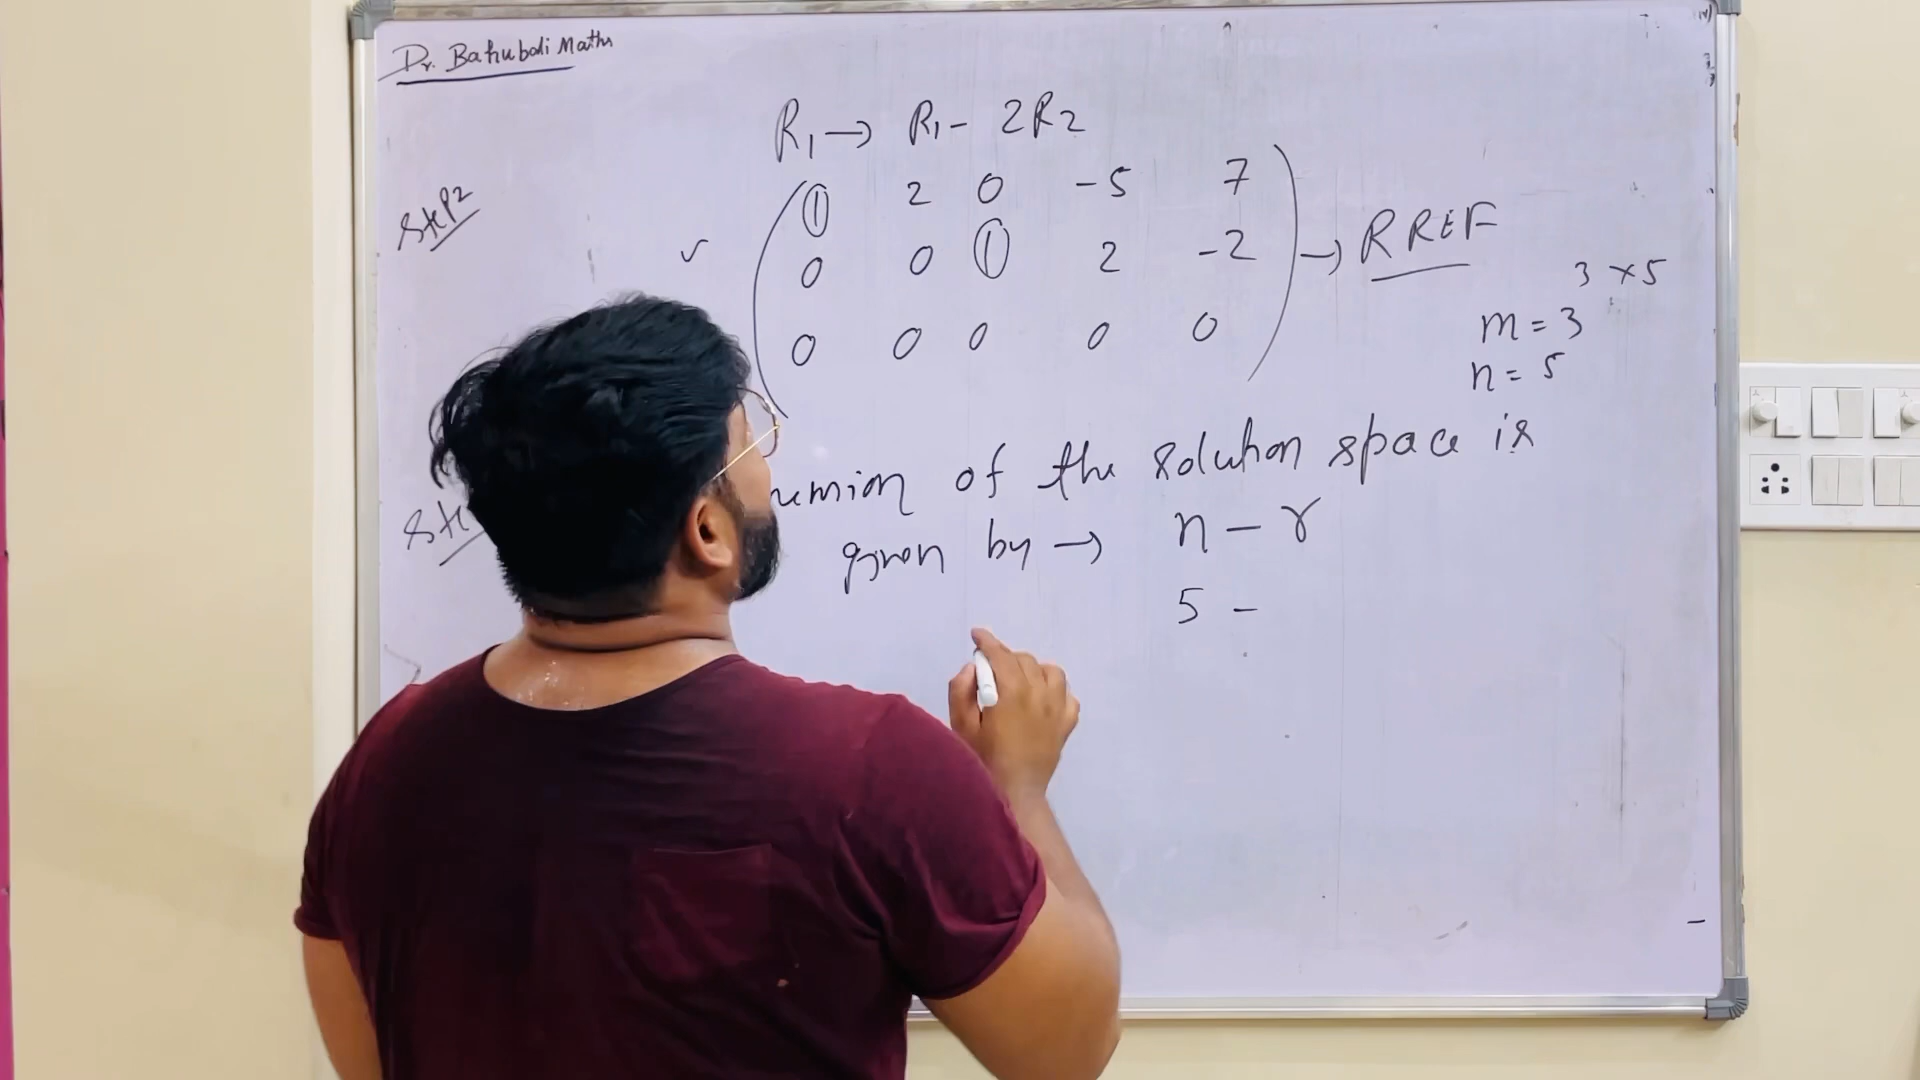 Dr. Bahubali Maths
R₁ → R₁ - 2R₂
Step 2
1 2 0 -5 7
0 0 1 2 -2
0 0 0 0 0
→ RREF
3 × 5
m = 3
n = 5
of the solution space is
given by → n - r
5 -